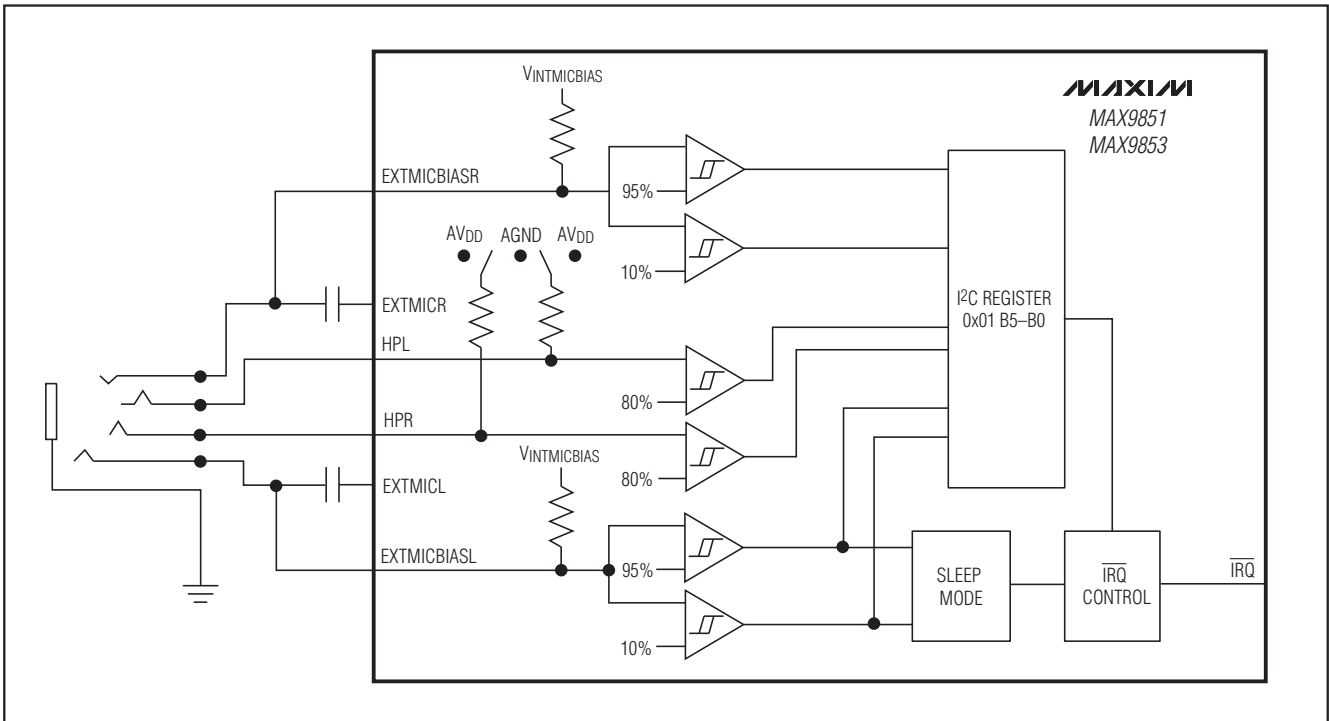 VINTMICBIAS
MAXIM
MAX9851
MAX9853
EXTMICBIASR
95%
AVDD AGND AVDD
10%
EXTMICR
I2C REGISTER
0x01 B5–B0
HPL
80%
HPR
VINTMICBIAS
80%
EXTMICL
EXTMICBIASL
95%
SLEEP
MODE
IRQ
CONTROL
IRQ
10%